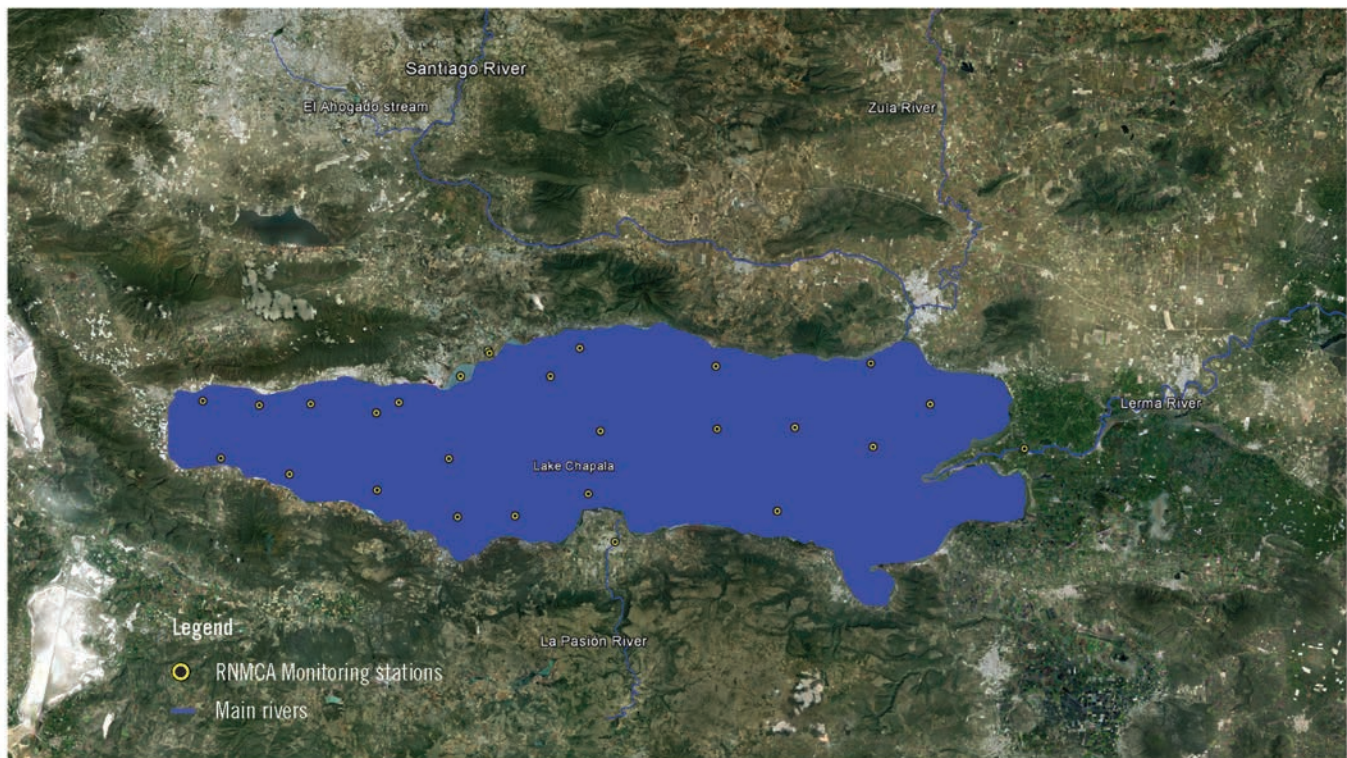 Santiago River
El Ahogado stream
Zula River
Lerma River
Lake Chapala
La Pasión River
Legend
RNMCA Monitoring stations
Main rivers